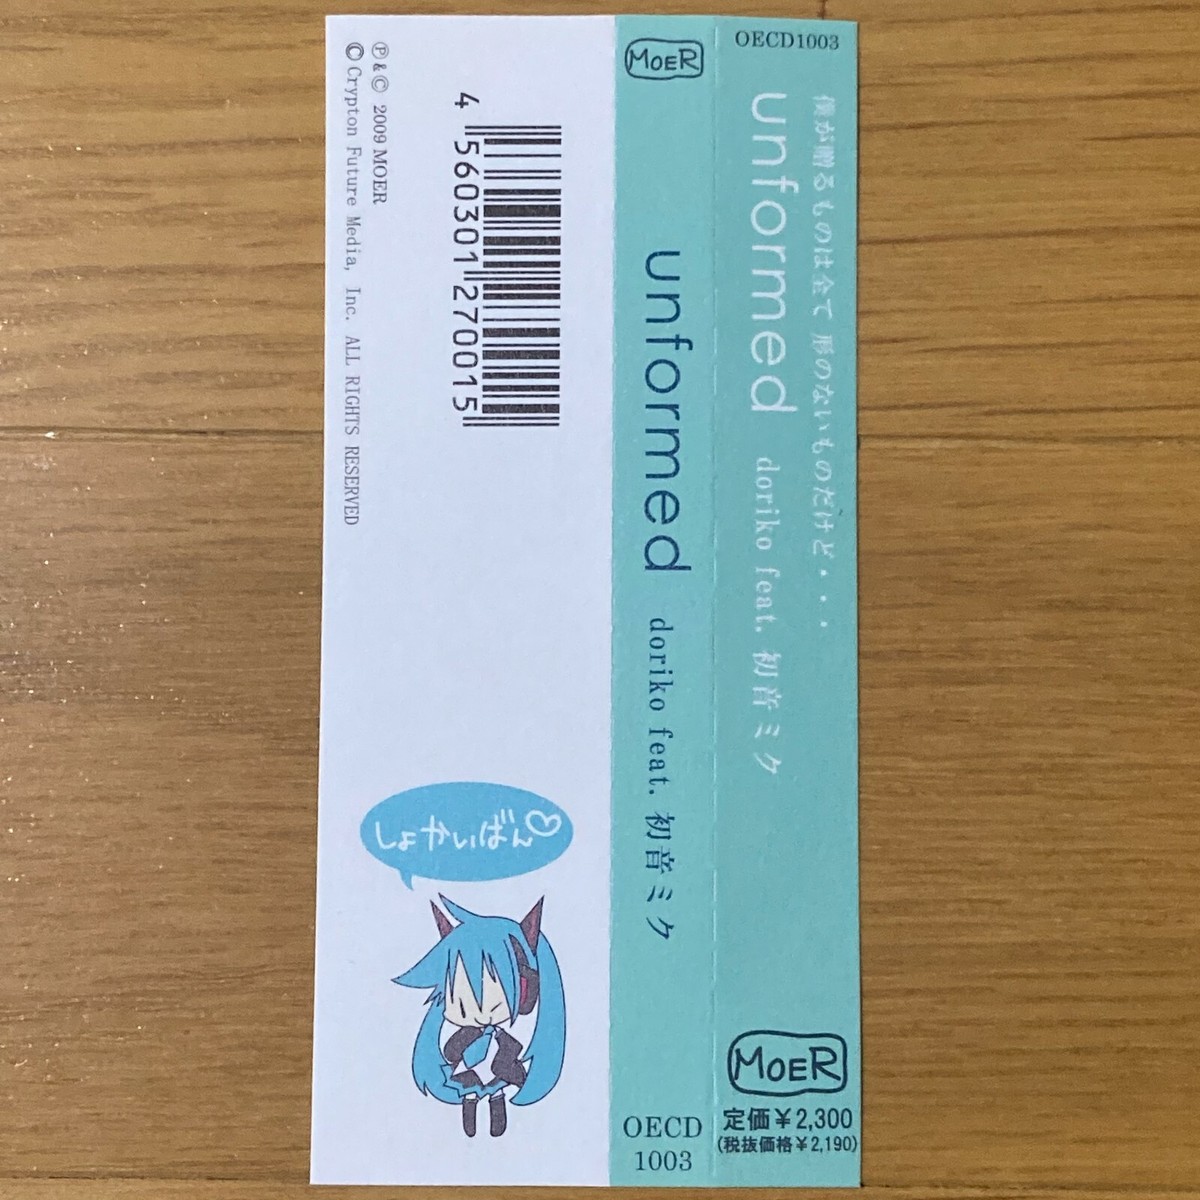 OECD1003
僕が贈るものは全て 形のないものだけど・・・
unformed doriko feat. 初音ミク
MOER
定価￥2,300
(税抜価格￥2,190)
MOER
unformed doriko feat. 初音ミク
OECD
1003
4 560301 270015
Ⓟ&Ⓒ 2009 MOER
©Crypton Future Media, Inc. ALL RIGHTS RESERVED
しょかいばん♡